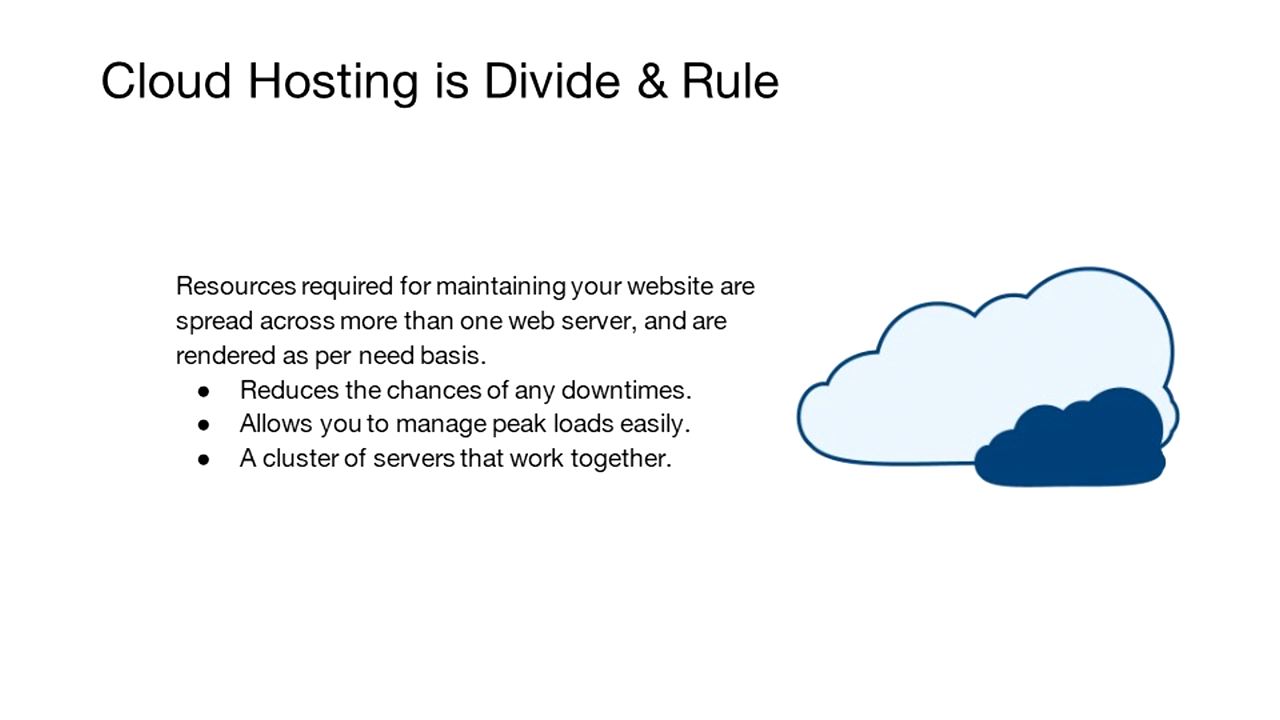 Cloud Hosting is Divide & Rule
Resources required for maintaining your website are
spread across more than one web server, and are
rendered as per need basis.
● Reduces the chances of any downtimes.
● Allows you to manage peak loads easily.
● A cluster of servers that work together.